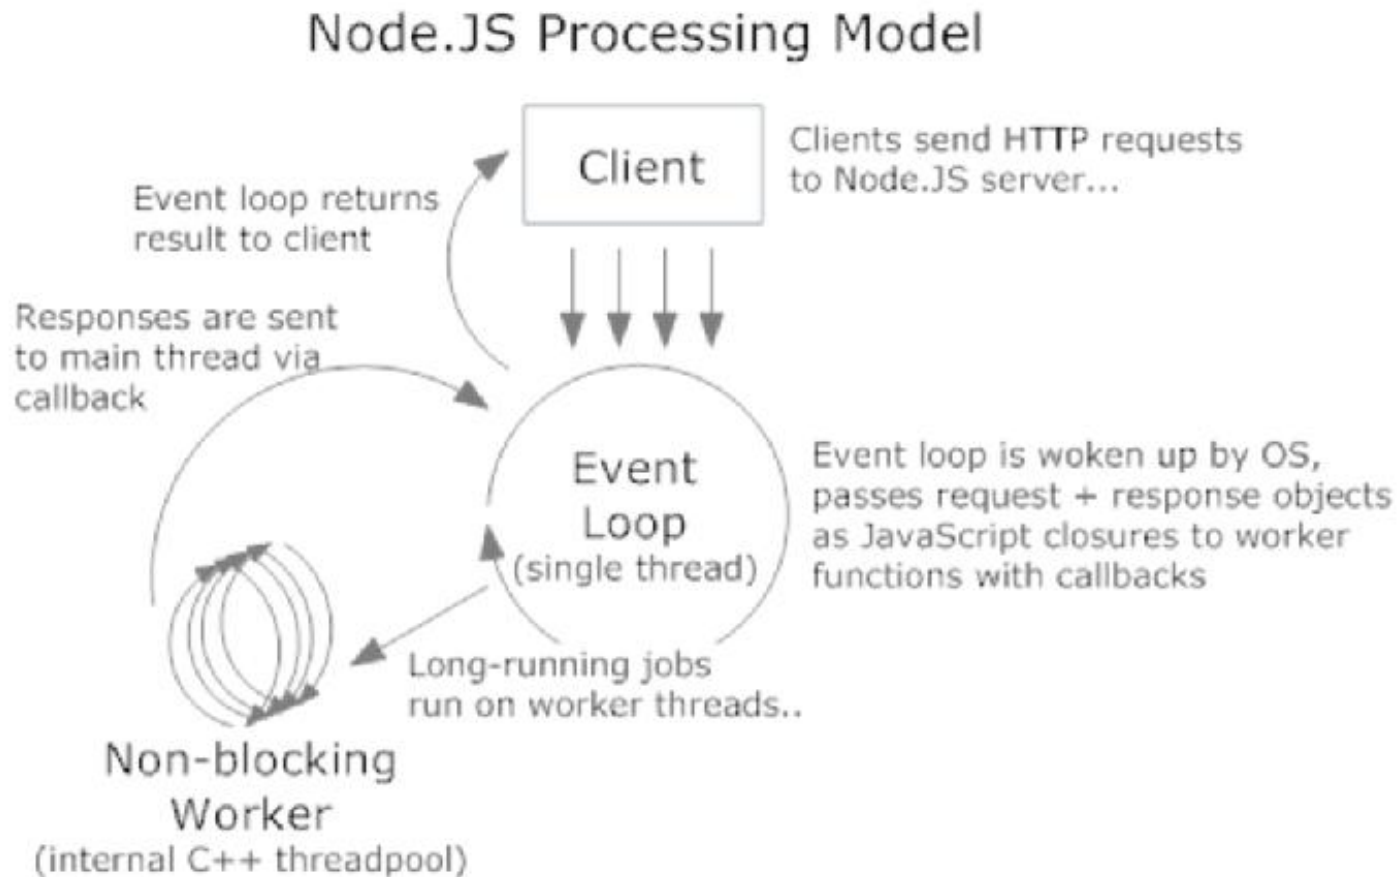 Node.JS Processing Model
Client
Clients send HTTP requests
to Node.JS server...
Event loop returns
result to client
Responses are sent
to main thread via
callback
Event
Loop
(single thread)
Event loop is woken up by OS,
passes request + response objects
as JavaScript closures to worker
functions with callbacks
Long-running jobs
run on worker threads..
Non-blocking
Worker
(internal C++ threadpool)